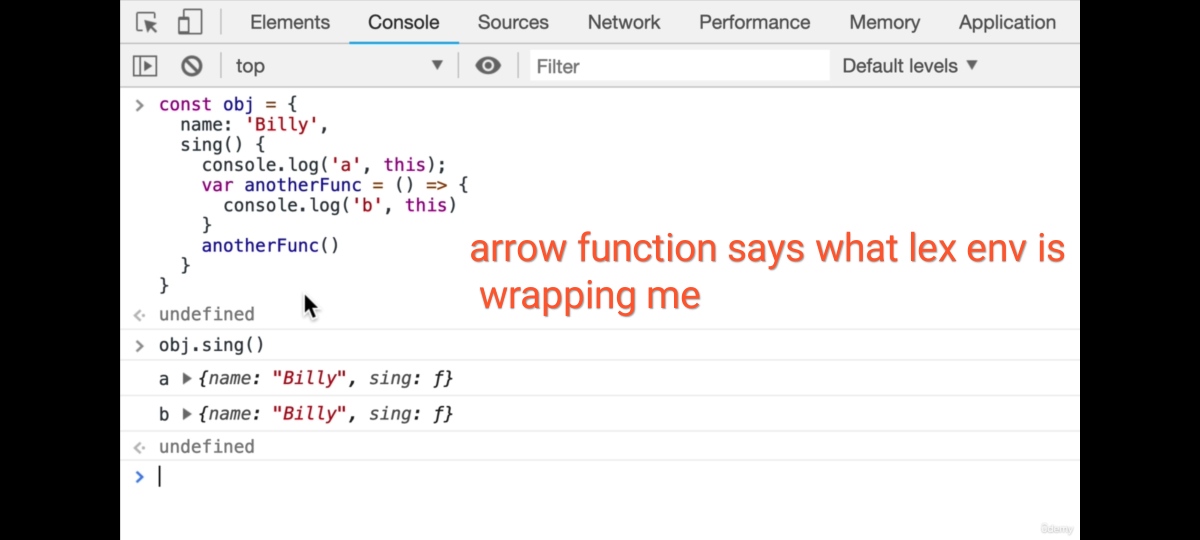 Elements Console Sources Network Performance Memory Application
top ▼ Filter Default levels ▼
> const obj = {
name: 'Billy',
sing() {
console.log('a', this);
var anotherFunc = () => {
console.log('b', this)
}
anotherFunc()
}
}
arrow function says what lex env is
wrapping me
undefined
> obj.sing()
a ▶ {name: "Billy", sing: ƒ}
b ▶ {name: "Billy", sing: ƒ}
undefined
>
Udemy